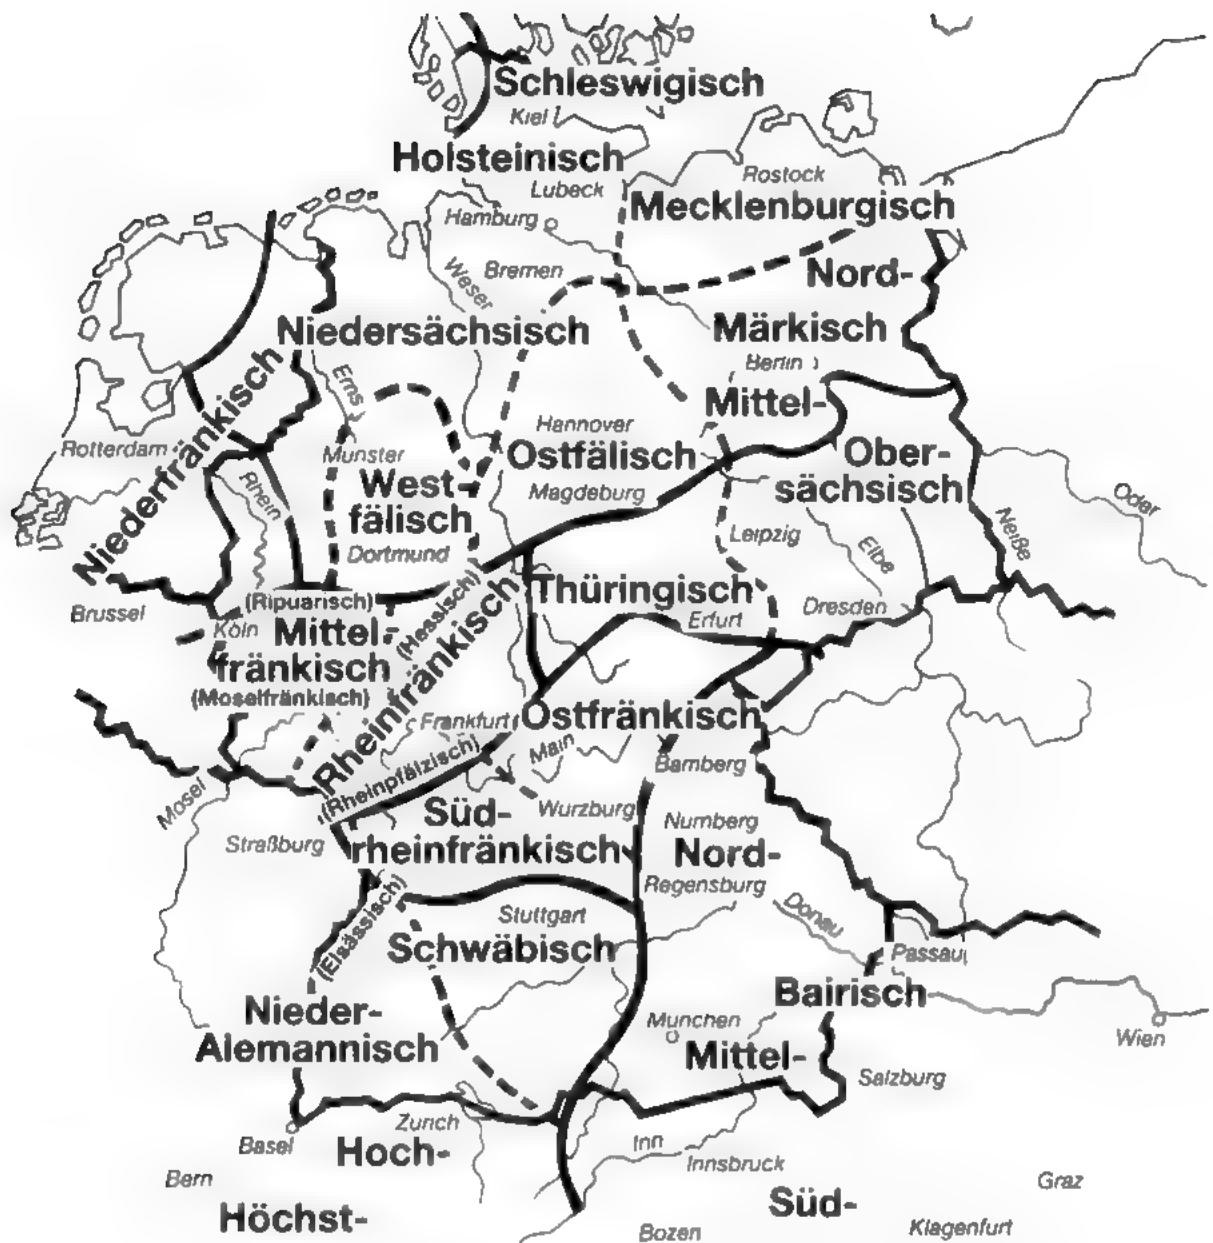 Schleswigisch
Kiel
Holsteinisch
Lubeck
Rostock
Mecklenburgisch
Hamburg
Nord-
Weser
Bremen
Niedersächsisch
Märkisch
Berlin
Ems
Mittel-
Niederfränkisch
Rotterdam
Hannover
Munster
Ostfälisch
Ober-
sächsisch
Rhein
West-
fälisch
Magdeburg
Oder
Leipzig
Elbe
Neiße
Dortmund
Thüringisch
Brussel
(Ripuarisch)
Dresden
Erfurt
Köln
Mittel-
fränkisch
(Moselfränkisch)
(Hessisch)
Rheinfränkisch
(Rheinpfälzisch)
Frankfurt
Ostfränkisch
Main
Bamberg
Mosel
Wurzburg
Süd-
rheinfränkisch
Nurnberg
Nord-
Straßburg
Regensburg
(Elsässisch)
Stuttgart
Donau
Schwäbisch
Passau
Bairisch
Nieder-
Alemannisch
Munchen
Mittel-
Wien
Salzburg
Zurich
Basel
Hoch-
Inn
Innsbruck
Bern
Graz
Höchst-
Süd-
Bozen
Klagenfurt